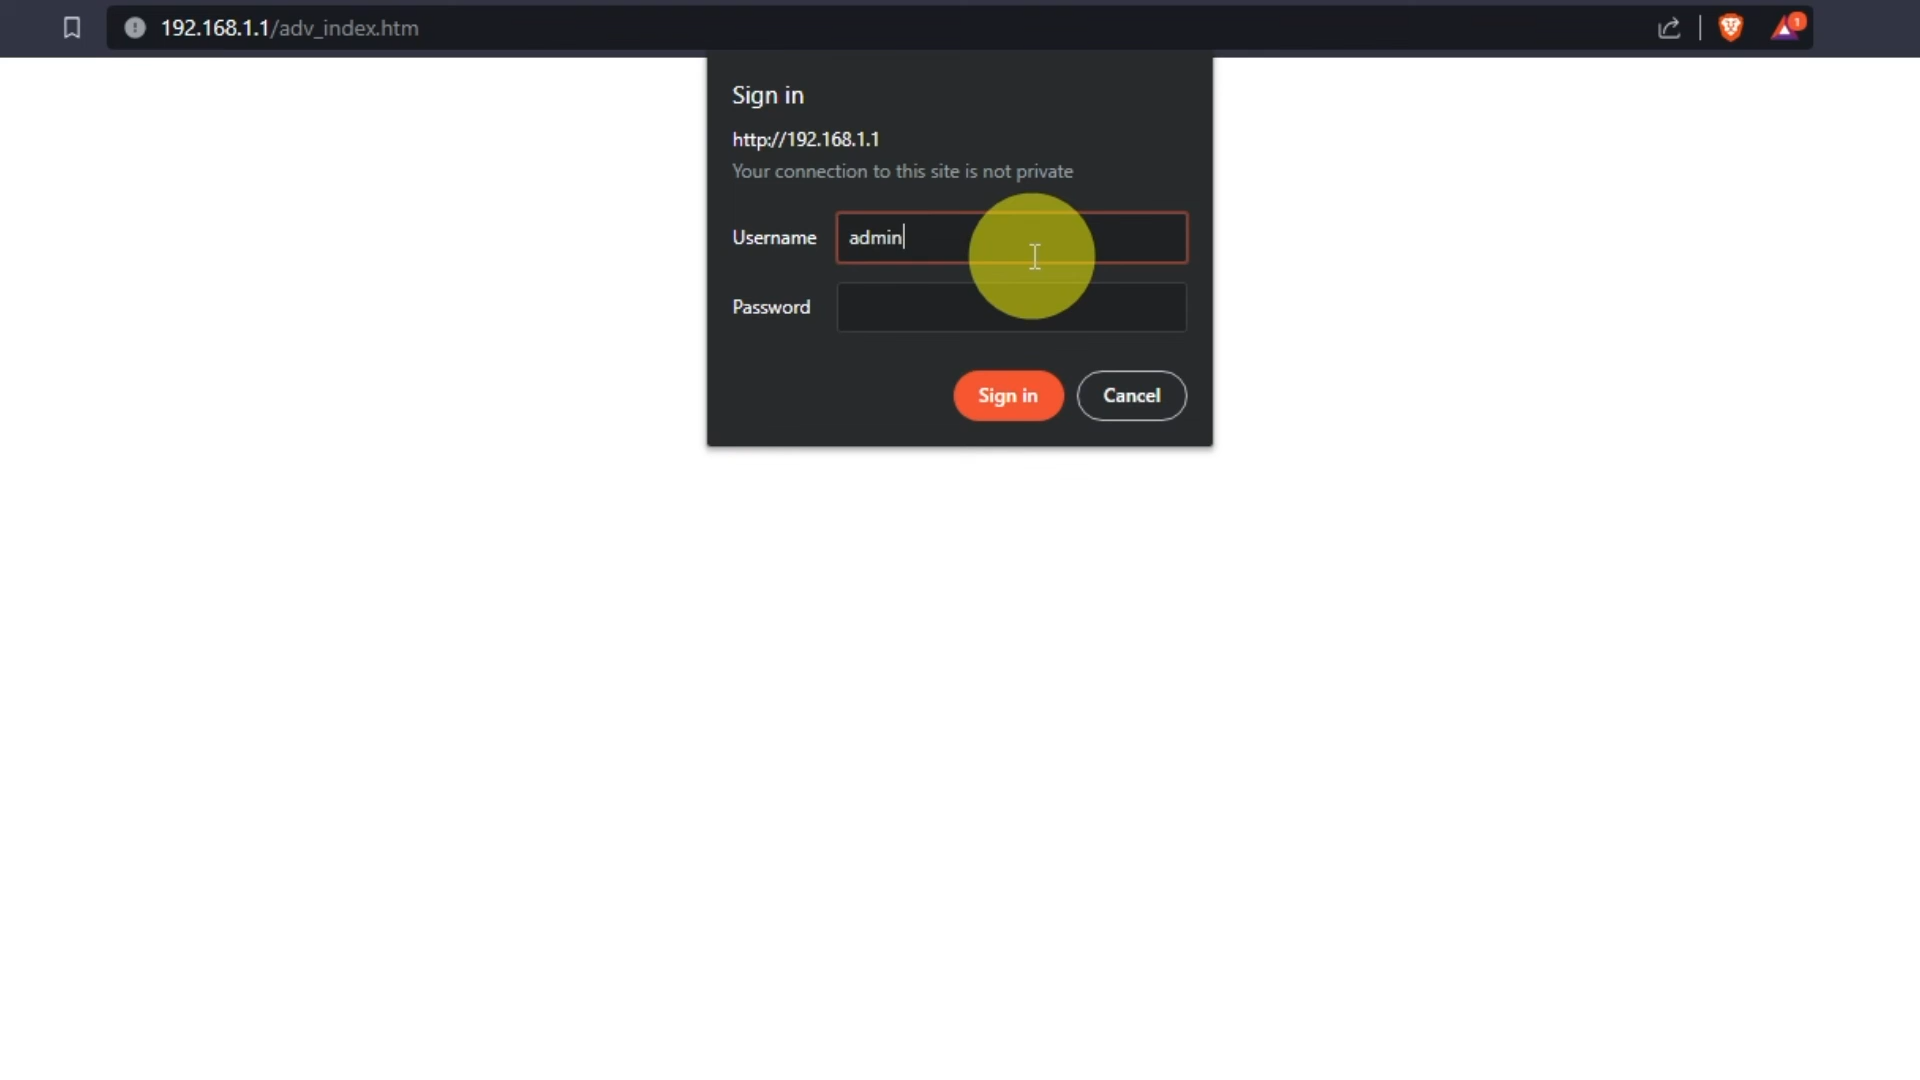 192.168.1.1/adv_index.htm
1
Sign in
http://192.168.1.1
Your connection to this site is not private
Username admin
Password
Sign in Cancel